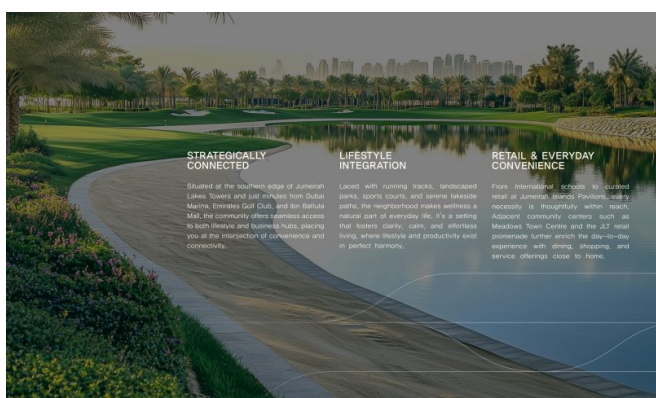 STRATEGICALLY
CONNECTED
Situated at the southern edge of Jumeirah
Lakes Towers and just minutes from Dubai
Marina, Emirates Golf Club, and Ibn Battuta
Mall, the community offers seamless access
to both lifestyle and business hubs, placing
you at the intersection of convenience and
connectivity.
LIFESTYLE
INTEGRATION
Laced with running tracks, landscaped
parks, sports courts, and serene lakeside
paths, the neighborhood makes wellness a
natural part of everyday life. It's a setting
that fosters clarity, calm, and effortless
living, where lifestyle and productivity exist
in perfect harmony.
RETAIL & EVERYDAY
CONVENIENCE
From International schools to curated
retail at Jumeirah Islands Pavilions, every
necessity is thoughtfully within reach.
Adjacent community centers such as
Meadows Town Centre and the JLT retail
promenade further enrich the day-to-day
experience with dining, shopping, and
service offerings close to home.